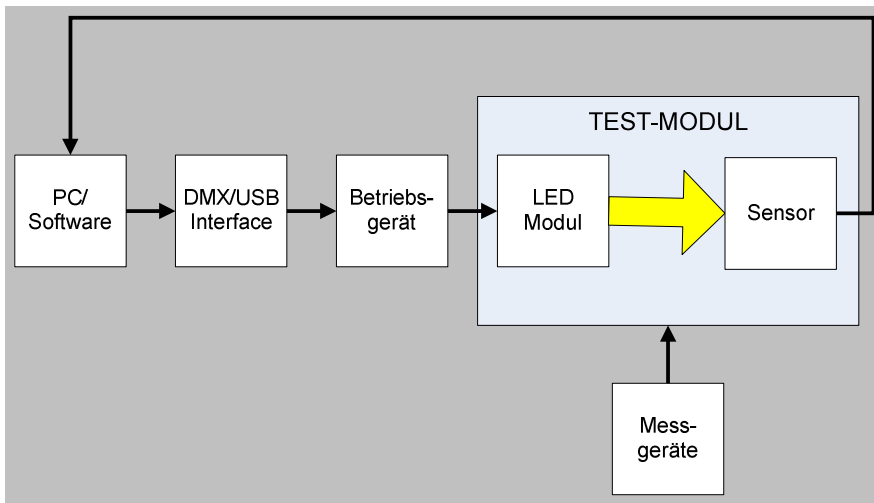 TEST-MODUL
PC/
Software
DMX/USB
Interface
Betriebs-
gerät
LED
Modul
Sensor
Mess-
geräte